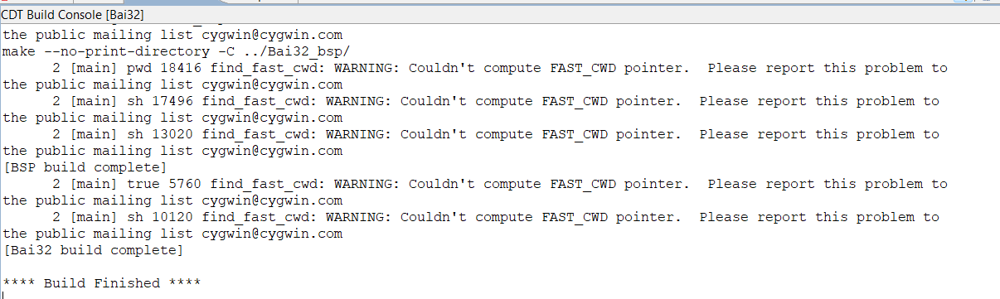 CDT Build Console [Bai32]
the public mailing list cygwin@cygwin.com
make --no-print-directory -C ../Bai32_bsp/
2 [main] pwd 18416 find_fast_cwd: WARNING: Couldn't compute FAST_CWD pointer.  Please report this problem to
the public mailing list cygwin@cygwin.com
2 [main] sh 17496 find_fast_cwd: WARNING: Couldn't compute FAST_CWD pointer.  Please report this problem to
the public mailing list cygwin@cygwin.com
2 [main] sh 13020 find_fast_cwd: WARNING: Couldn't compute FAST_CWD pointer.  Please report this problem to
the public mailing list cygwin@cygwin.com
[BSP build complete]
2 [main] true 5760 find_fast_cwd: WARNING: Couldn't compute FAST_CWD pointer.  Please report this problem to
the public mailing list cygwin@cygwin.com
2 [main] sh 10120 find_fast_cwd: WARNING: Couldn't compute FAST_CWD pointer.  Please report this problem to
the public mailing list cygwin@cygwin.com
[Bai32 build complete]
**** Build Finished ****